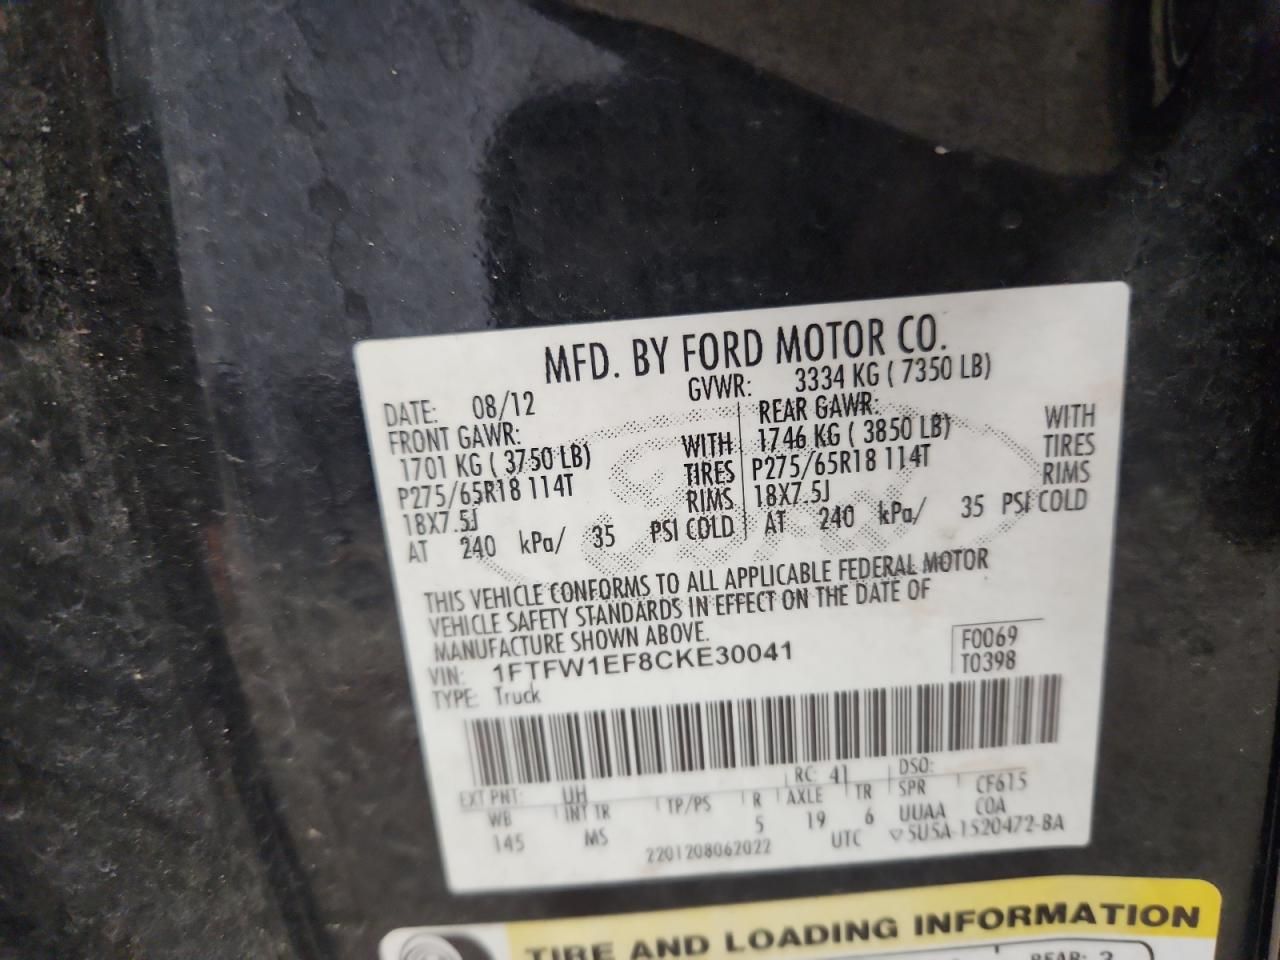 MFD. BY FORD MOTOR CO.
DATE: 08/12 GVWR: 3334 KG ( 7350 LB)
FRONT GAWR: REAR GAWR:
1701 KG ( 3750 LB) WITH 1746 KG ( 3850 LB) WITH
P275/65R18 114T TIRES P275/65R18 114T TIRES
18X7.5J RIMS 18X7.5J RIMS
AT 240 kPa/ 35 PSI COLD AT 240 kPa/ 35 PSI COLD
THIS VEHICLE CONFORMS TO ALL APPLICABLE FEDERAL MOTOR
VEHICLE SAFETY STANDARDS IN EFFECT ON THE DATE OF
MANUFACTURE SHOWN ABOVE.
VIN: 1FTFW1EF8CKE30041 F0069
TYPE: Truck T0398
EXT PNT: UH RC: 41 DSO:
WB INT TR TP/PS R AXLE TR SPR CF615
145 MS 5 19 6 UUAA COA
2201208062022 UTC ▽5U5A-1520472-BA
TIRE AND LOADING INFORMATION
REAR: 3